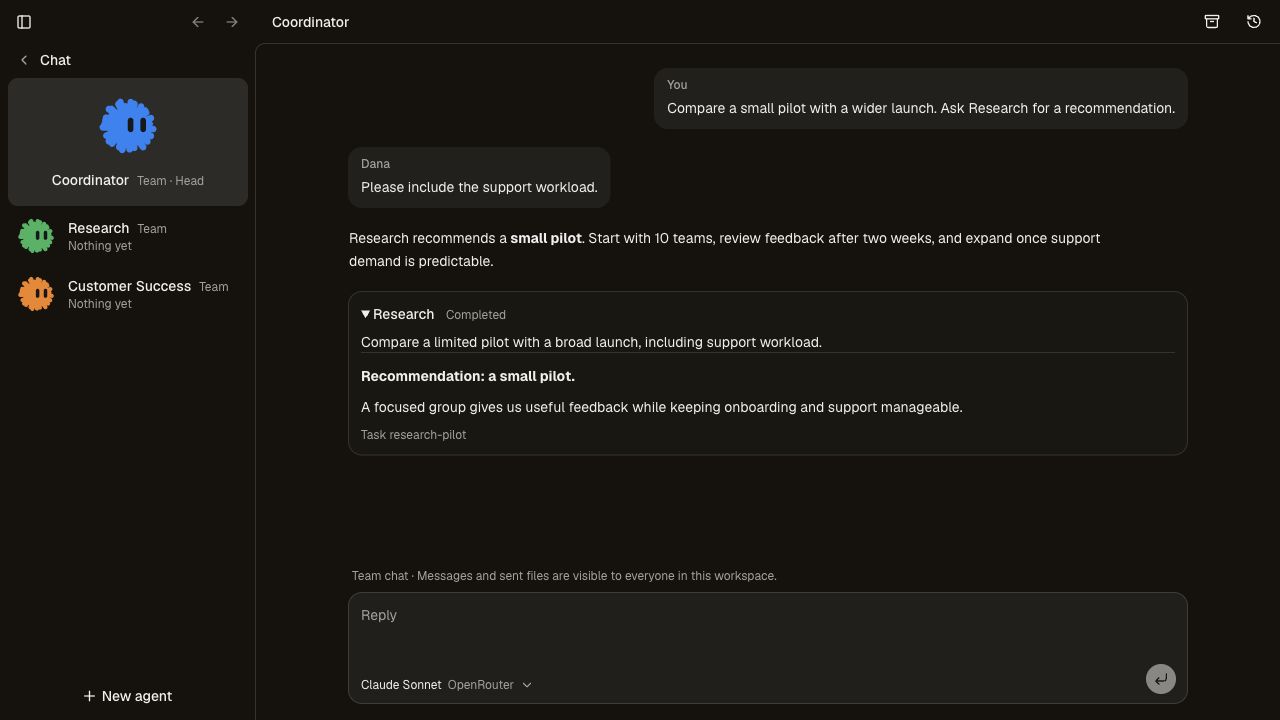 Coordinator
Chat
Coordinator Team · Head
Research Team
Nothing yet
Customer Success Team
Nothing yet
New agent
You
Compare a small pilot with a wider launch. Ask Research for a recommendation.
Dana
Please include the support workload.
Research recommends a small pilot. Start with 10 teams, review feedback after two weeks, and expand once support
demand is predictable.
Research Completed
Compare a limited pilot with a broad launch, including support workload.
Recommendation: a small pilot.
A focused group gives us useful feedback while keeping onboarding and support manageable.
Task research-pilot
Team chat · Messages and sent files are visible to everyone in this workspace.
Reply
Claude Sonnet OpenRouter